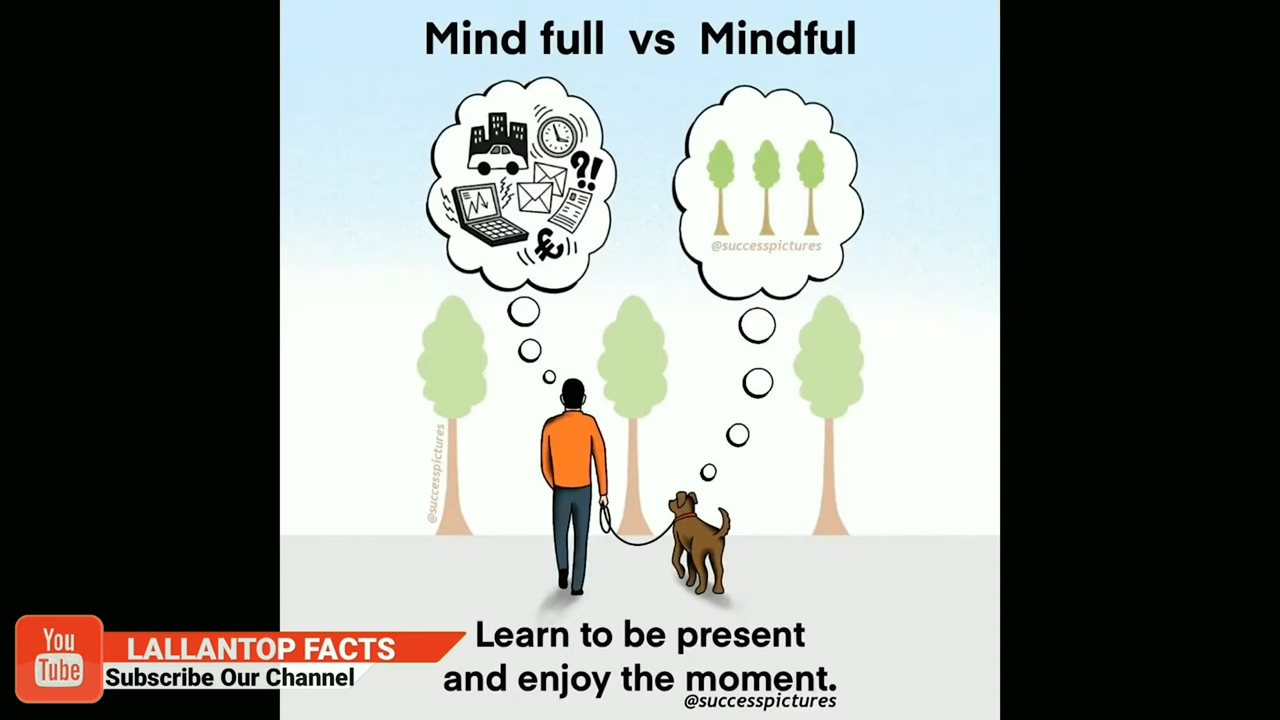 Mind full vs Mindful
?!
£
@successpictures
@successpictures
Learn to be present
and enjoy the moment.
@successpictures
You
Tube
LALLANTOP FACTS
Subscribe Our Channel